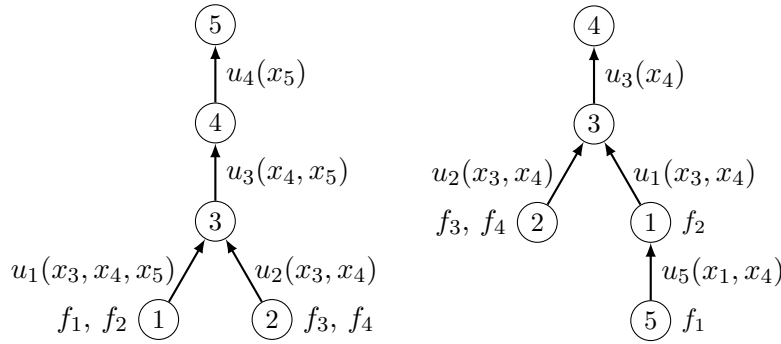 5
u₄(x₅)
4
u₃(x₄, x₅)
3
u₁(x₃, x₄, x₅)
u₂(x₃, x₄)
f₁, f₂
1
2
f₃, f₄
4
u₃(x₄)
3
u₂(x₃, x₄)
u₁(x₃, x₄)
f₃, f₄
2
1
f₂
u₅(x₁, x₄)
5
f₁